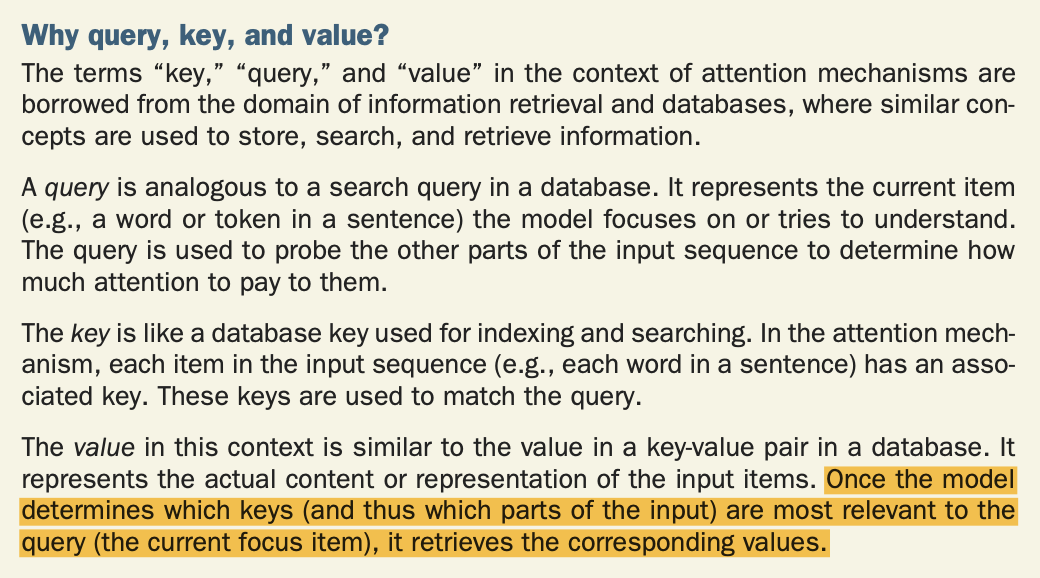 Why query, key, and value?
The terms “key,” “query,” and “value” in the context of attention mechanisms are
borrowed from the domain of information retrieval and databases, where similar con-
cepts are used to store, search, and retrieve information.
A query is analogous to a search query in a database. It represents the current item
(e.g., a word or token in a sentence) the model focuses on or tries to understand.
The query is used to probe the other parts of the input sequence to determine how
much attention to pay to them.
The key is like a database key used for indexing and searching. In the attention mech-
anism, each item in the input sequence (e.g., each word in a sentence) has an asso-
ciated key. These keys are used to match the query.
The value in this context is similar to the value in a key-value pair in a database. It
represents the actual content or representation of the input items. Once the model
determines which keys (and thus which parts of the input) are most relevant to the
query (the current focus item), it retrieves the corresponding values.